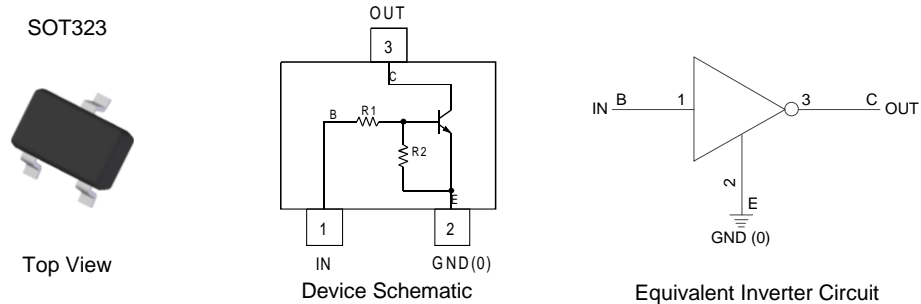 SOT323
Top View
OUT
3
C
B
R1
R2
E
1
2
IN
GND(0)
Device Schematic
IN B 1 3 C OUT
2
E
GND (0)
Equivalent Inverter Circuit